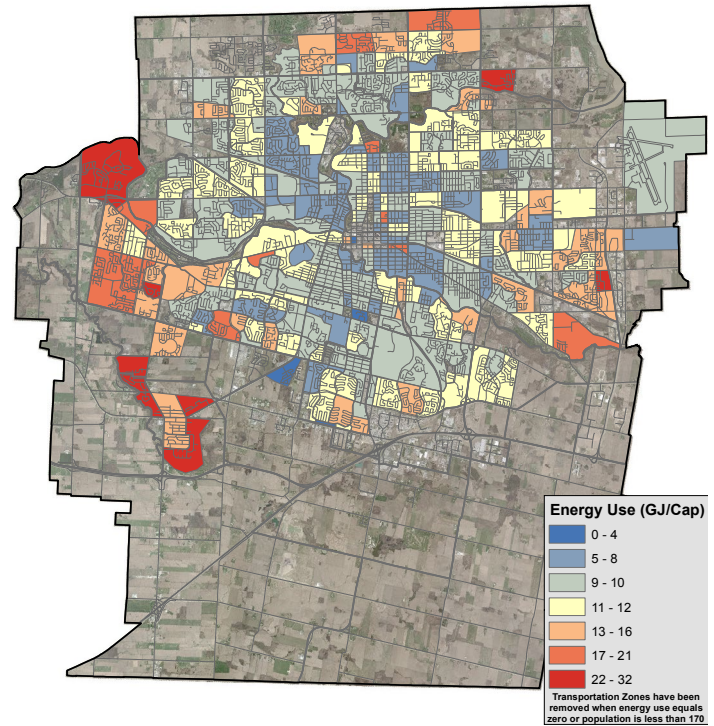 Energy Use (GJ/Cap)
0 - 4
5 - 8
9 - 10
11 - 12
13 - 16
17 - 21
22 - 32
Transportation Zones have been
removed when energy use equals
zero or population is less than 170